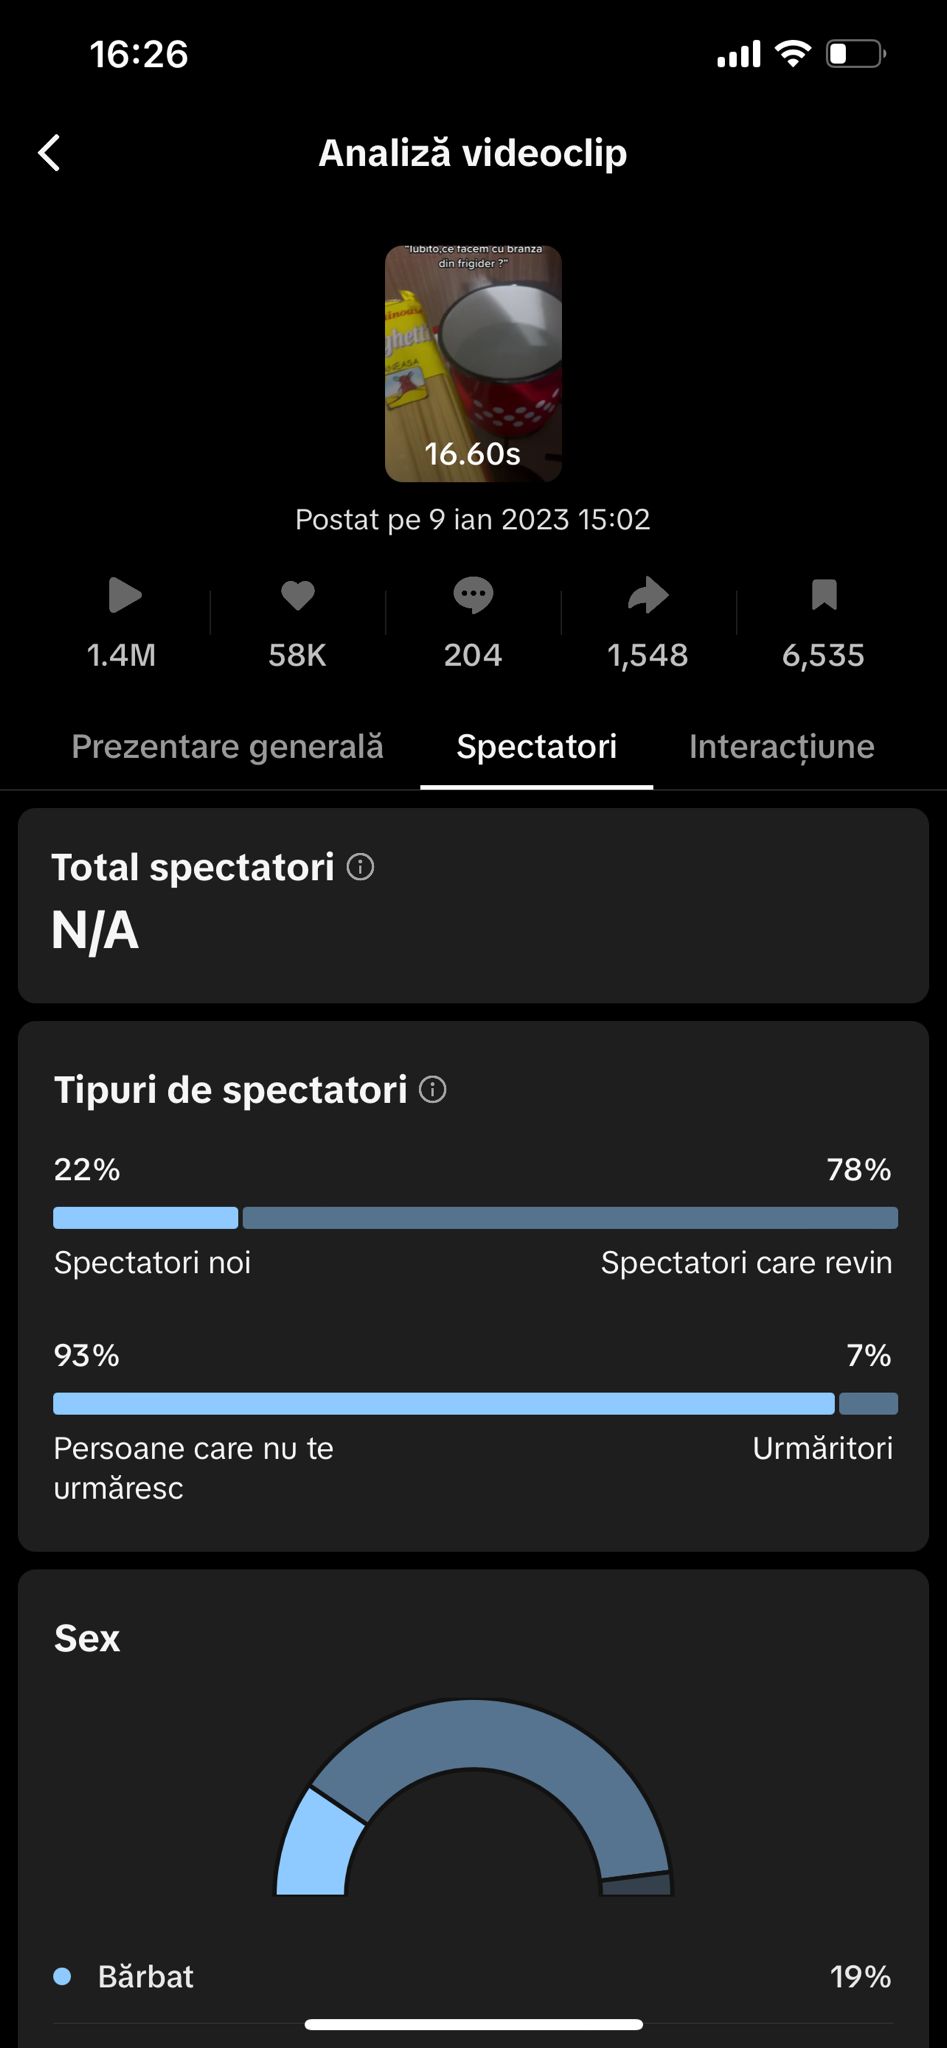 16:26
Analiză videoclip
"Iubito,ce facem cu branza
din frigider ?"
16.60s
Postat pe 9 ian 2023 15:02
1.4M 58K 204 1,548 6,535
Prezentare generală Spectatori Interacțiune
Total spectatori
N/A
Tipuri de spectatori
22% 78%
Spectatori noi Spectatori care revin
93% 7%
Persoane care nu te Urmăritori
urmăresc
Sex
Bărbat 19%